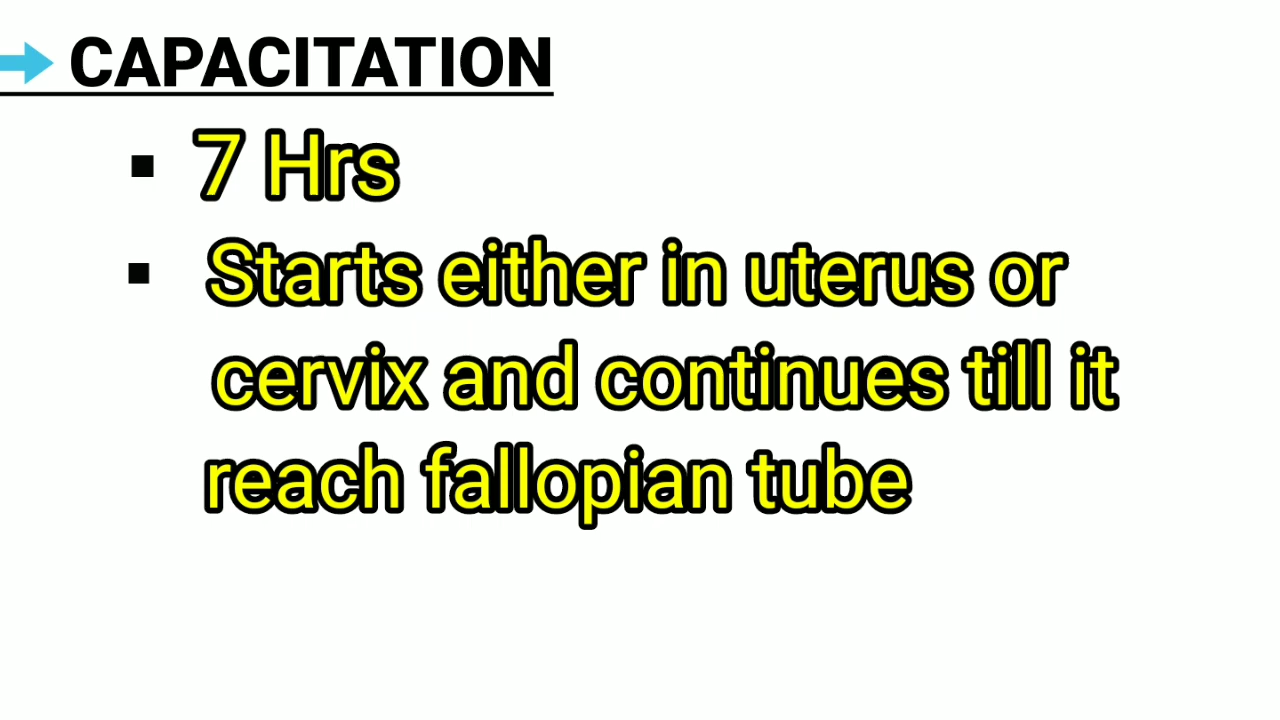 CAPACITATION
7 Hrs
Starts either in uterus or
cervix and continues till it
reach fallopian tube